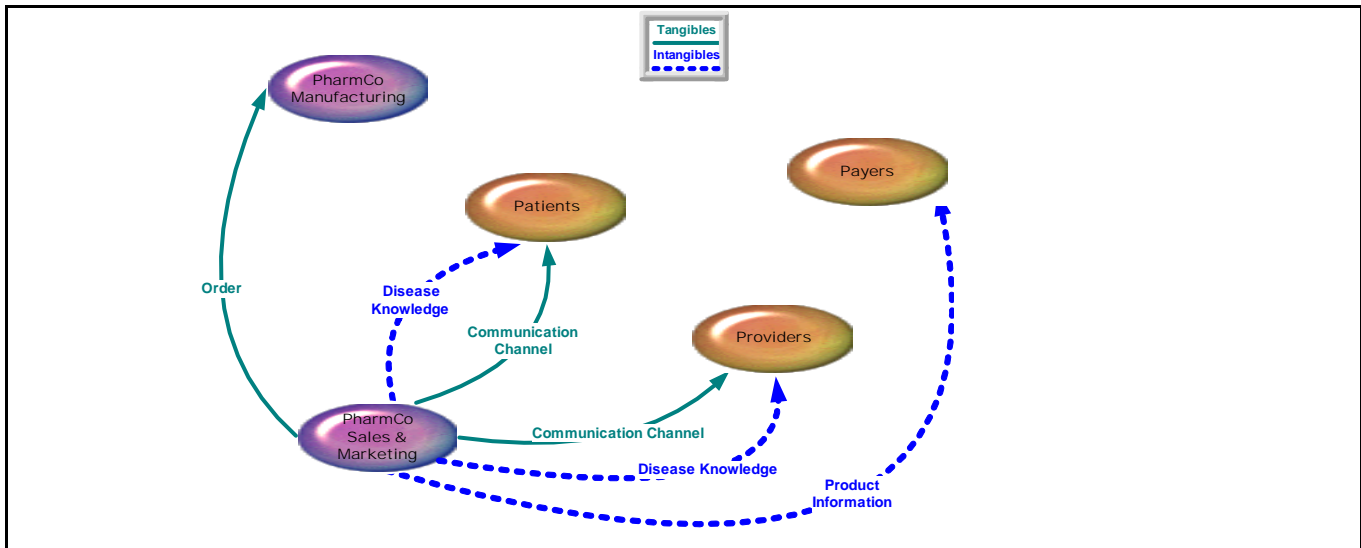 Tangibles
Intangibles
PharmCo
Manufacturing
Payers
Patients
Order
Disease
Knowledge
Communication
Channel
Providers
PharmCo
Sales &
Marketing
Communication Channel
Disease Knowledge
Product
Information